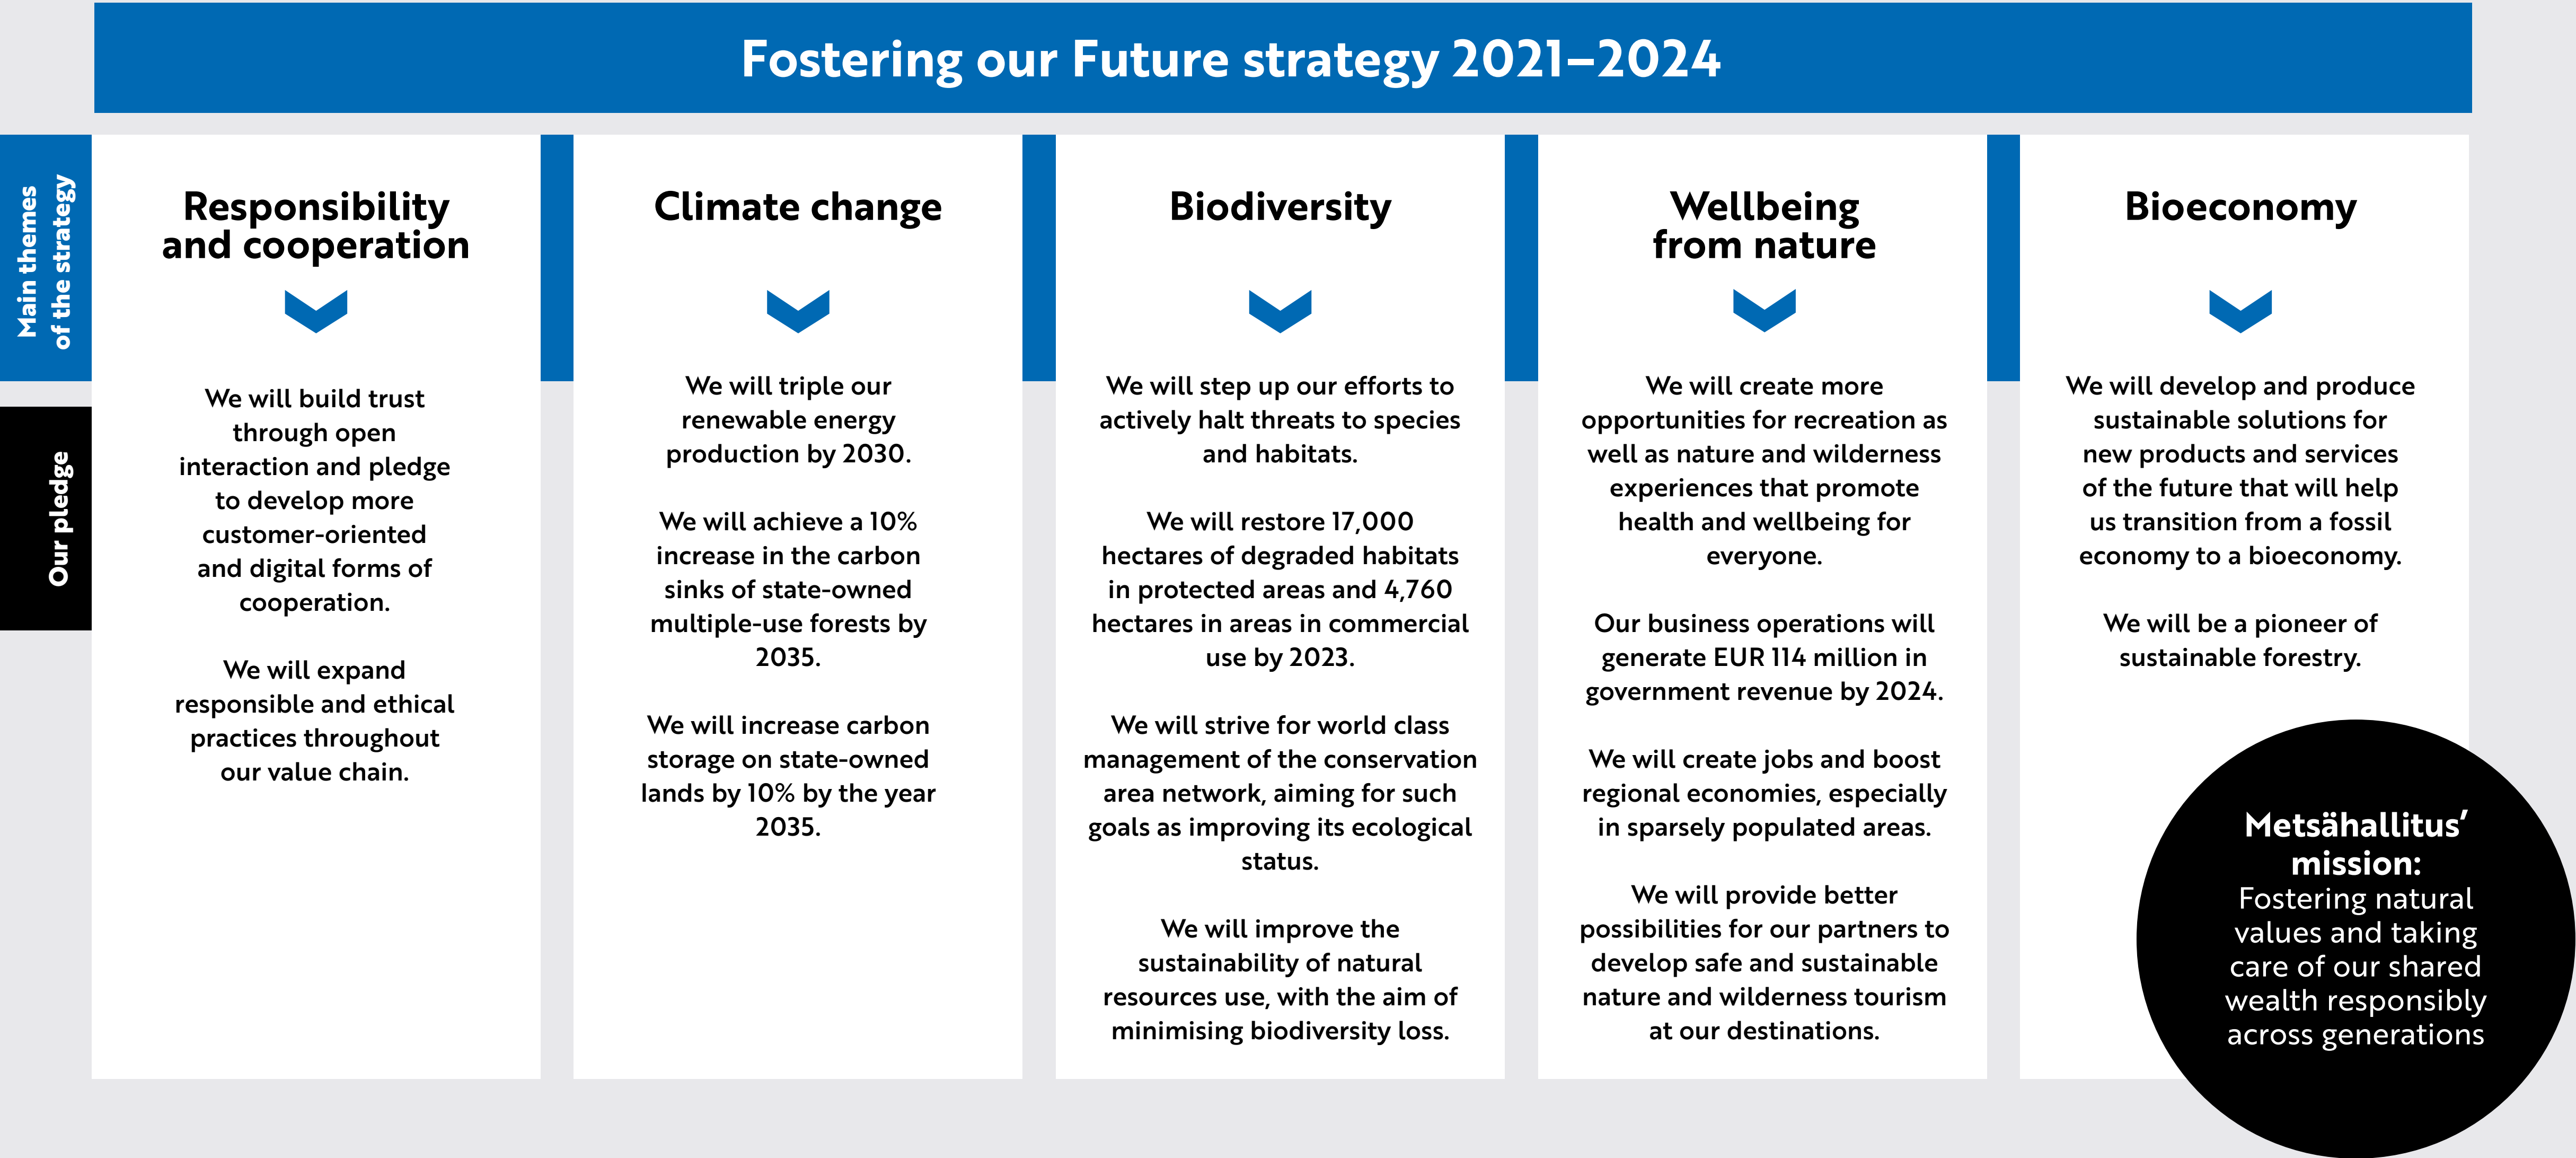 Fostering our Future strategy 2021–2024
Main themes
of the strategy
Our pledge
Responsibility
and cooperation
We will build trust
through open
interaction and pledge
to develop more
customer-oriented
and digital forms of
cooperation.
We will expand
responsible and ethical
practices throughout
our value chain.
Climate change
We will triple our
renewable energy
production by 2030.
We will achieve a 10%
increase in the carbon
sinks of state-owned
multiple-use forests by
2035.
We will increase carbon
storage on state-owned
lands by 10% by the year
2035.
Biodiversity
We will step up our efforts to
actively halt threats to species
and habitats.
We will restore 17,000
hectares of degraded habitats
in protected areas and 4,760
hectares in areas in commercial
use by 2023.
We will strive for world class
management of the conservation
area network, aiming for such
goals as improving its ecological
status.
We will improve the
sustainability of natural
resources use, with the aim of
minimising biodiversity loss.
Wellbeing
from nature
We will create more
opportunities for recreation as
well as nature and wilderness
experiences that promote
health and wellbeing for
everyone.
Our business operations will
generate EUR 114 million in
government revenue by 2024.
We will create jobs and boost
regional economies, especially
in sparsely populated areas.
We will provide better
possibilities for our partners to
develop safe and sustainable
nature and wilderness tourism
at our destinations.
Bioeconomy
We will develop and produce
sustainable solutions for
new products and services
of the future that will help
us transition from a fossil
economy to a bioeconomy.
We will be a pioneer of
sustainable forestry.
Metsähallitus’
mission:
Fostering natural
values and taking
care of our shared
wealth responsibly
across generations